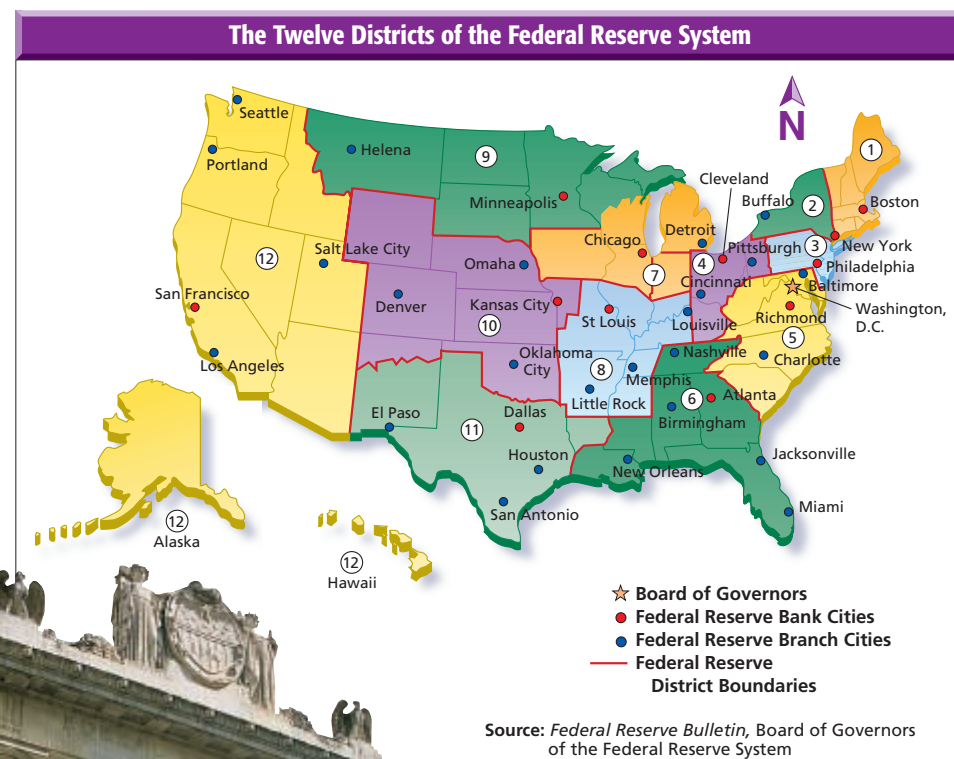 The Twelve Districts of the Federal Reserve System
N
Seattle
Portland
Helena
9
1
Minneapolis
Cleveland
Buffalo
2
Boston
Detroit
Chicago
Salt Lake City
12
Omaha
7
4
Pittsburgh
3
New York
Philadelphia
Cincinnati
Baltimore
San Francisco
Denver
Kansas City
10
St Louis
Louisville
Richmond
Washington,
D.C.
5
Los Angeles
Oklahoma
City
8
Nashville
Charlotte
Memphis
Little Rock
6
Atlanta
Birmingham
El Paso
11
Dallas
Houston
New Orleans
Jacksonville
San Antonio
Miami
12
Alaska
12
Hawaii
Board of Governors
Federal Reserve Bank Cities
Federal Reserve Branch Cities
Federal Reserve
District Boundaries
Source: Federal Reserve Bulletin, Board of Governors
of the Federal Reserve System